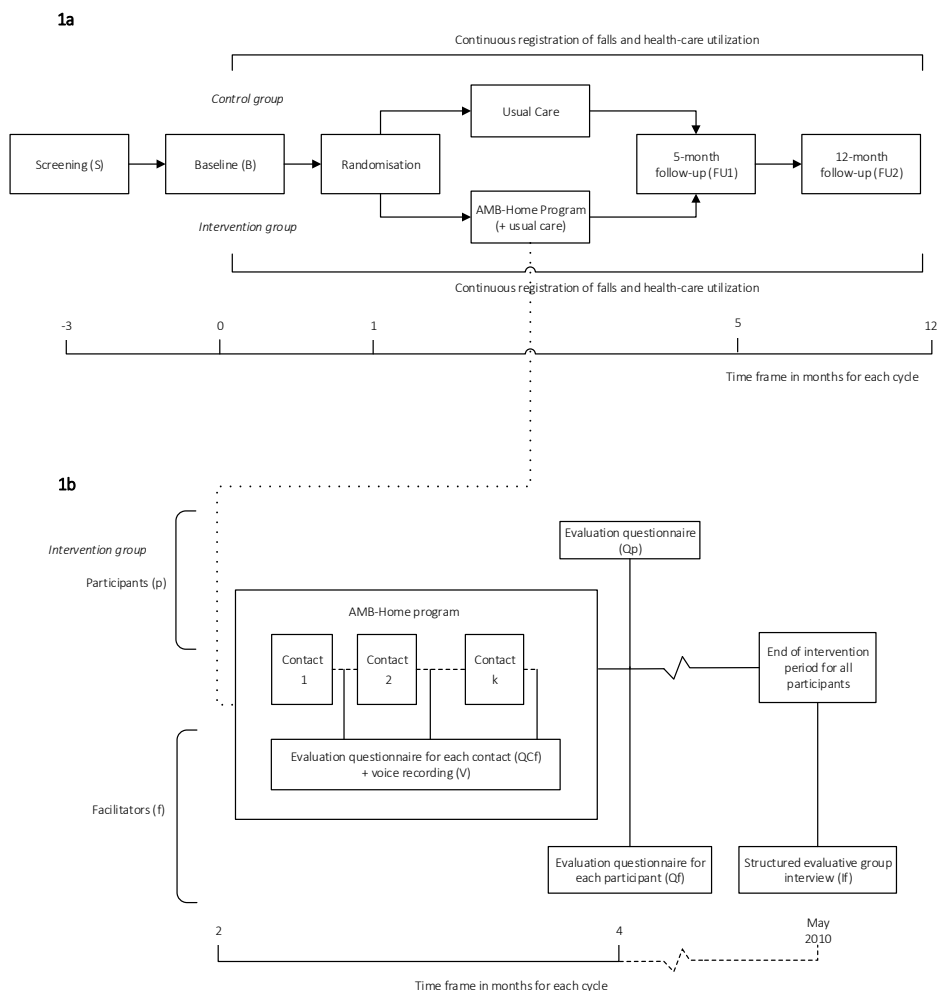 1a
Continuous registration of falls and health-care utilization
Control group
Usual Care
Screening (S)
Baseline (B)
Randomisation
5-month
follow-up (FU1)
12-month
follow-up (FU2)
AMB-Home Program
(+ usual care)
Intervention group
Continuous registration of falls and health-care utilization
-3
0
1
5
12
Time frame in months for each cycle
1b
Intervention group
Participants (p)
Evaluation questionnaire
(Qp)
AMB-Home program
Contact
1
Contact
2
Contact
k
End of intervention
period for all
participants
Evaluation questionnaire for each contact (QCf)
+ voice recording (V)
Facilitators (f)
Evaluation questionnaire for
each participant (Qf)
Structured evaluative group
interview (If)
2
4
May
2010
Time frame in months for each cycle